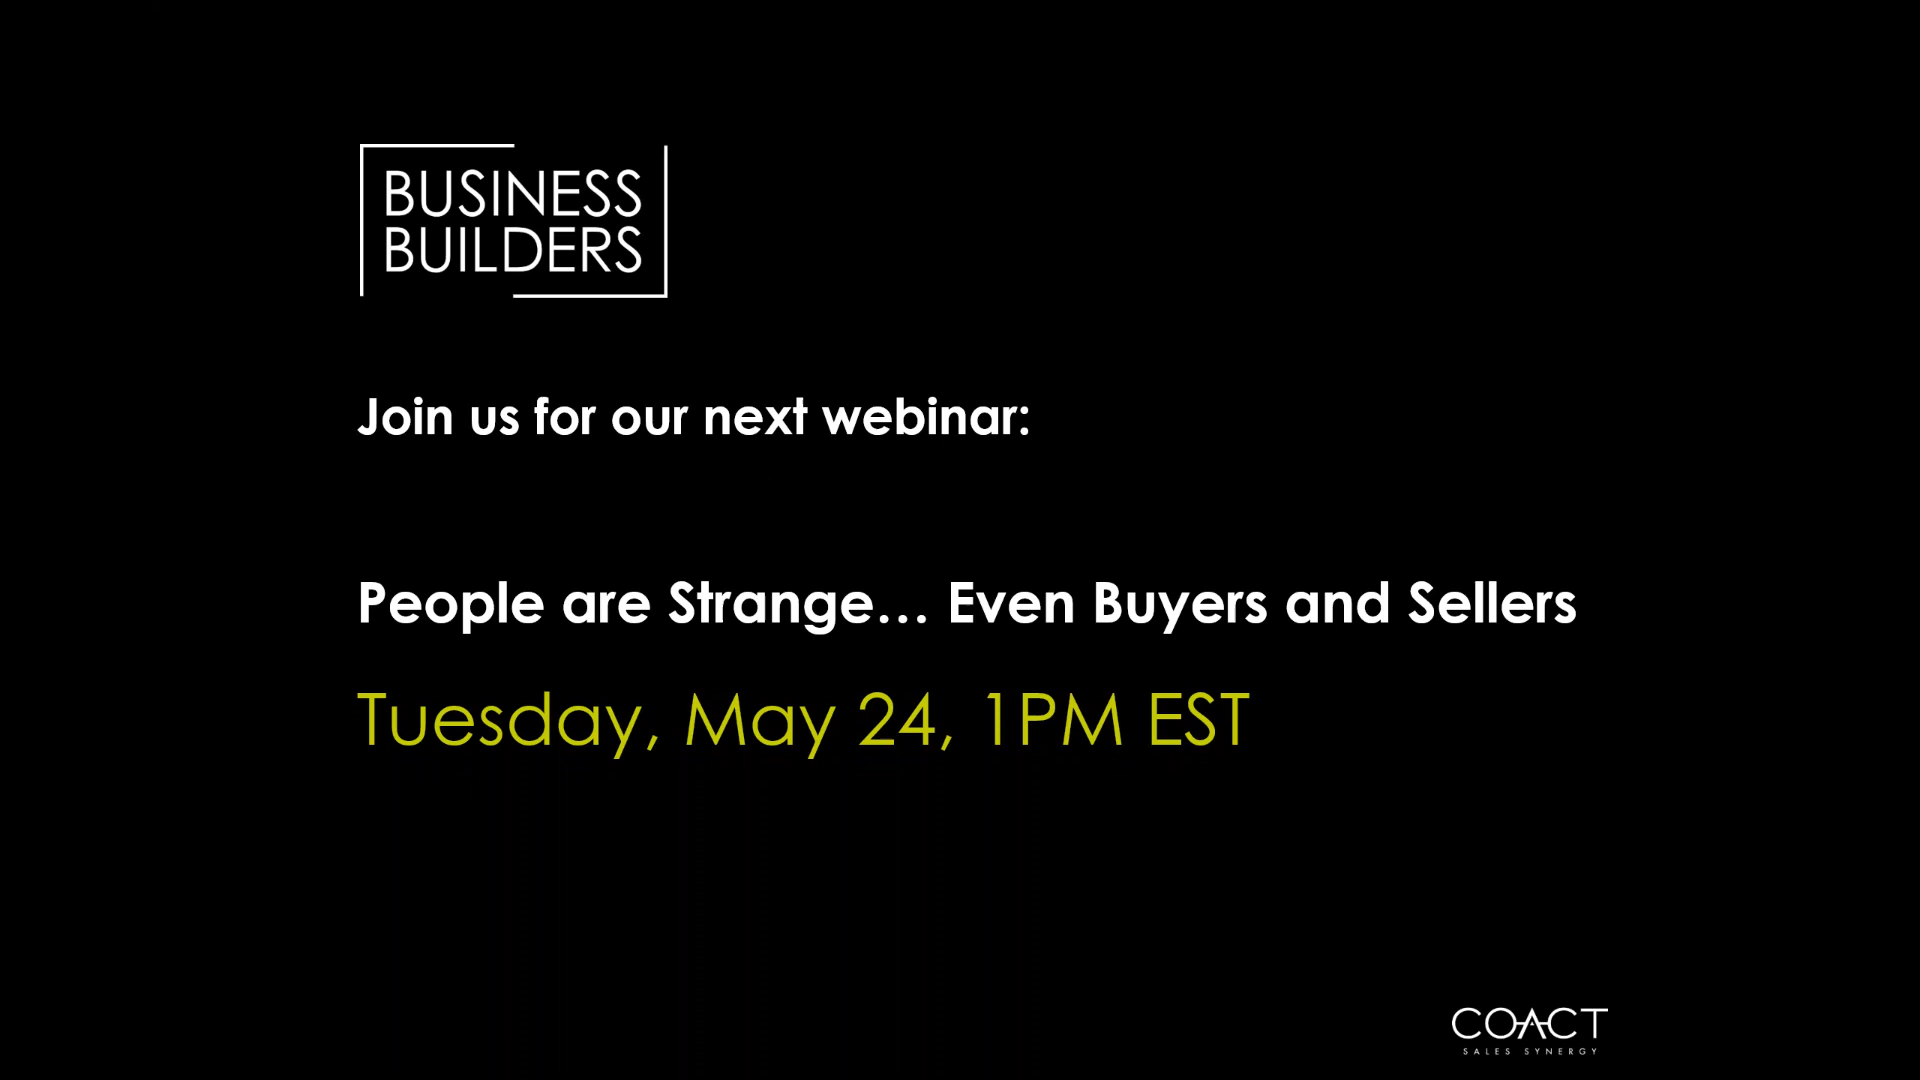 BUSINESS
BUILDERS
Join us for our next webinar:
People are Strange... Even Buyers and Sellers
Tuesday, May 24, 1PM EST
COACT
SALES SYNERGY